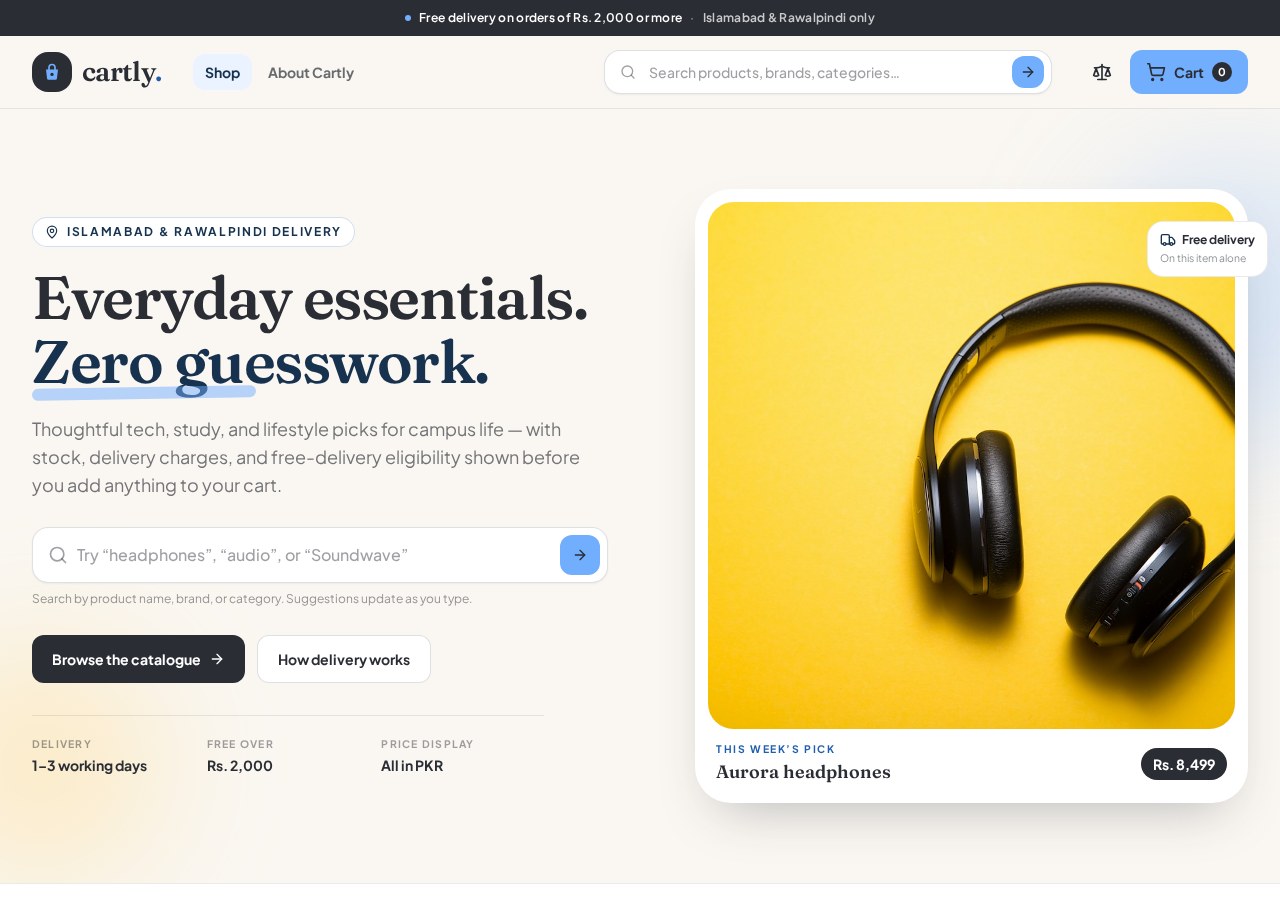 Free delivery on orders of Rs. 2,000 or more · Islamabad & Rawalpindi only
cartly.
Shop
About Cartly
Search products, brands, categories…
Cart 0
ISLAMABAD & RAWALPINDI DELIVERY
Everyday essentials.
Zero guesswork.
Thoughtful tech, study, and lifestyle picks for campus life — with
stock, delivery charges, and free-delivery eligibility shown before
you add anything to your cart.
Try “headphones”, “audio”, or “Soundwave”
Search by product name, brand, or category. Suggestions update as you type.
Browse the catalogue
How delivery works
DELIVERY
1–3 working days
FREE OVER
Rs. 2,000
PRICE DISPLAY
All in PKR
Free delivery
On this item alone
THIS WEEK’S PICK
Aurora headphones
Rs. 8,499